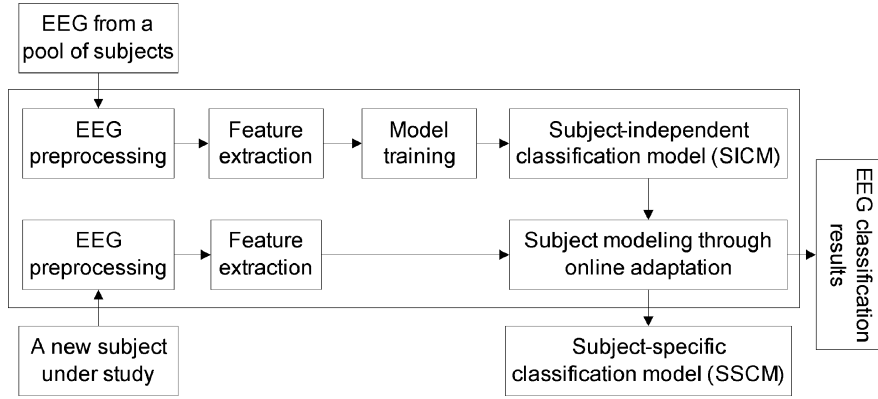 EEG from a
pool of subjects
EEG
preprocessing
Feature
extraction
Model
training
Subject-independent
classification model (SICM)
EEG
preprocessing
Feature
extraction
Subject modeling through
online adaptation
EEG classification
results
A new subject
under study
Subject-specific
classification model (SSCM)